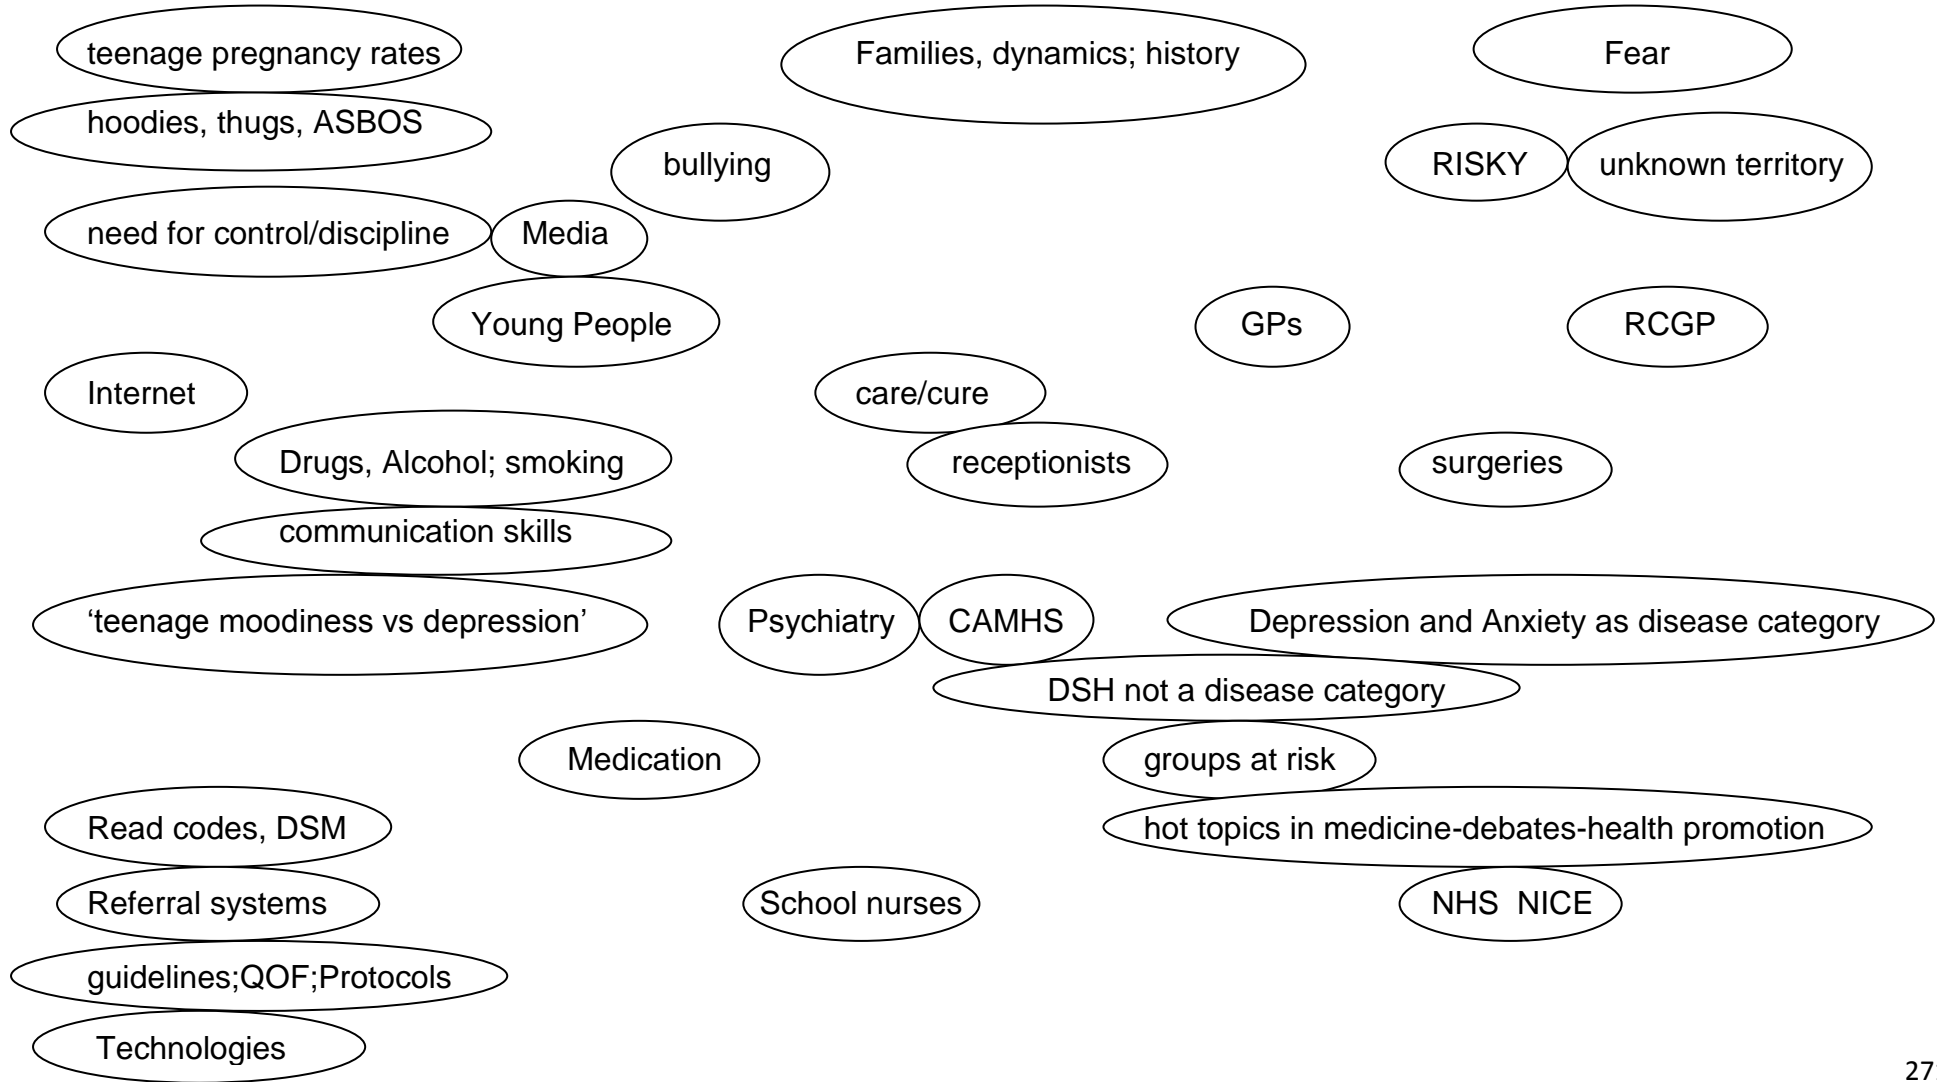 teenage pregnancy rates
Families, dynamics; history
Fear
hoodies, thugs, ASBOS
bullying
RISKY
unknown territory
need for control/discipline
Media
Young People
GPs
RCGP
Internet
care/cure
Drugs, Alcohol; smoking
receptionists
surgeries
communication skills
‘teenage moodiness vs depression’
Psychiatry
CAMHS
Depression and Anxiety as disease category
DSH not a disease category
Medication
groups at risk
Read codes, DSM
hot topics in medicine-debates-health promotion
Referral systems
School nurses
NHS NICE
guidelines;QOF;Protocols
Technologies